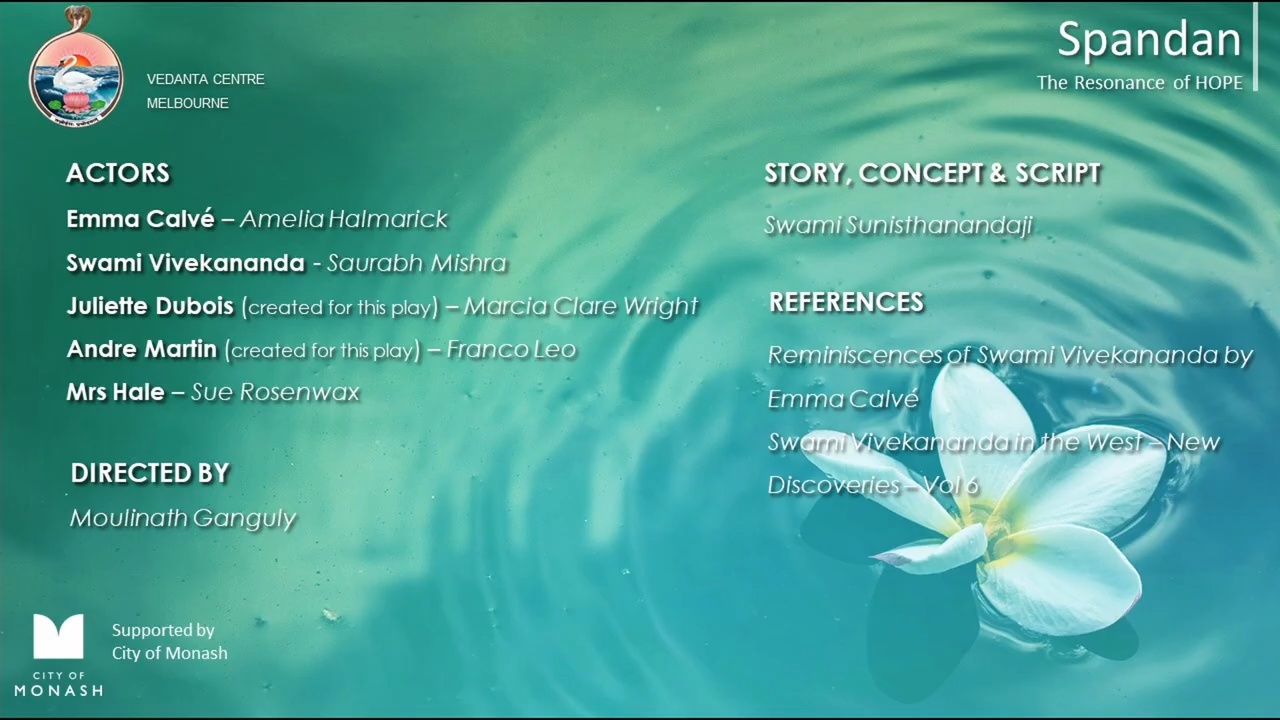 VEDANTA CENTRE
MELBOURNE
Spandan
The Resonance of HOPE
ACTORS
Emma Calvé – Amelia Halmarick
Swami Vivekananda - Saurabh Mishra
Juliette Dubois (created for this play) – Marcia Clare Wright
Andre Martin (created for this play) – Franco Leo
Mrs Hale – Sue Rosenwax
DIRECTED BY
Moulinath Ganguly
STORY, CONCEPT & SCRIPT
Swami Sunisthanandaji
REFERENCES
Reminiscences of Swami Vivekananda by
Emma Calvé
Swami Vivekananda in the West – New
Discoveries – Vol 6
Supported by
City of Monash
CITY OF
MONASH